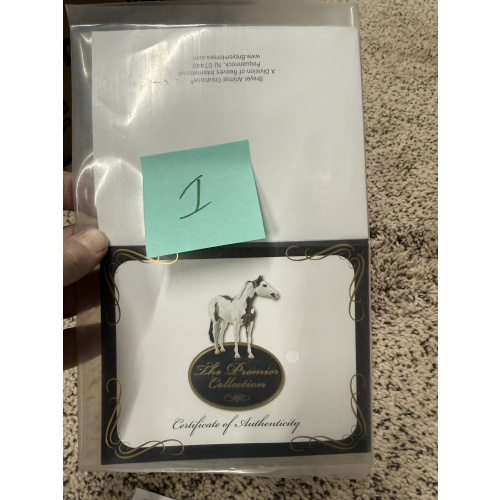 Breyer Animal Creations®
A Division of Reeves International
Pequannock, NJ 07440
www.BreyerHorses.com
I
The Premier
Collection
Certificate of Authenticity